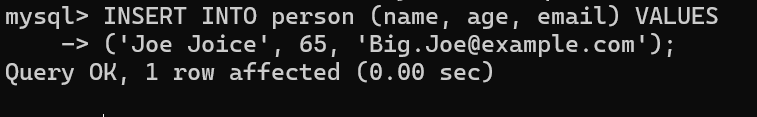 mysql> INSERT INTO person (name, age, email) VALUES
    -> ('Joe Joice', 65, 'Big.Joe@example.com');
Query OK, 1 row affected (0.00 sec)